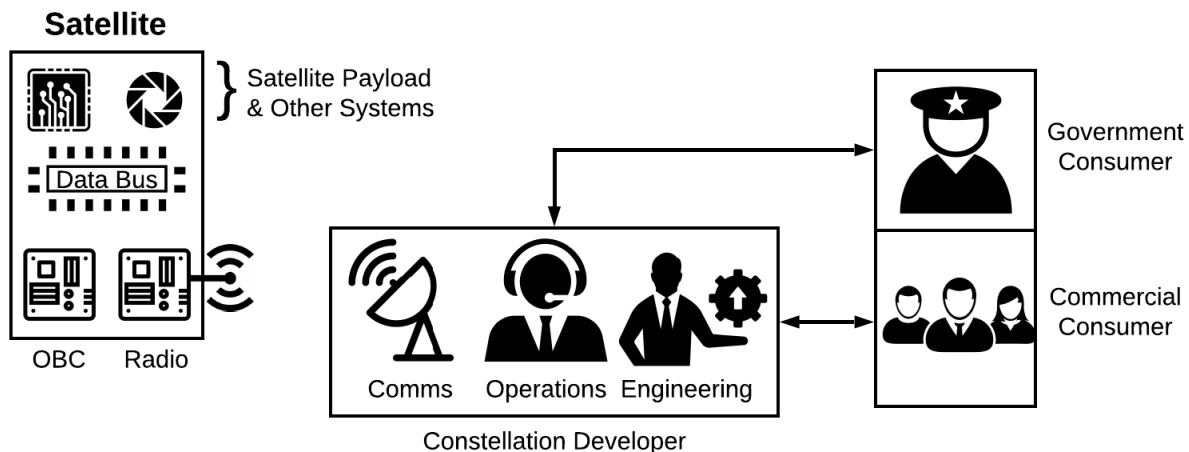 Satellite
Satellite Payload
& Other Systems
Data Bus
OBC
Radio
Comms
Operations
Engineering
Constellation Developer
Government
Consumer
Commercial
Consumer